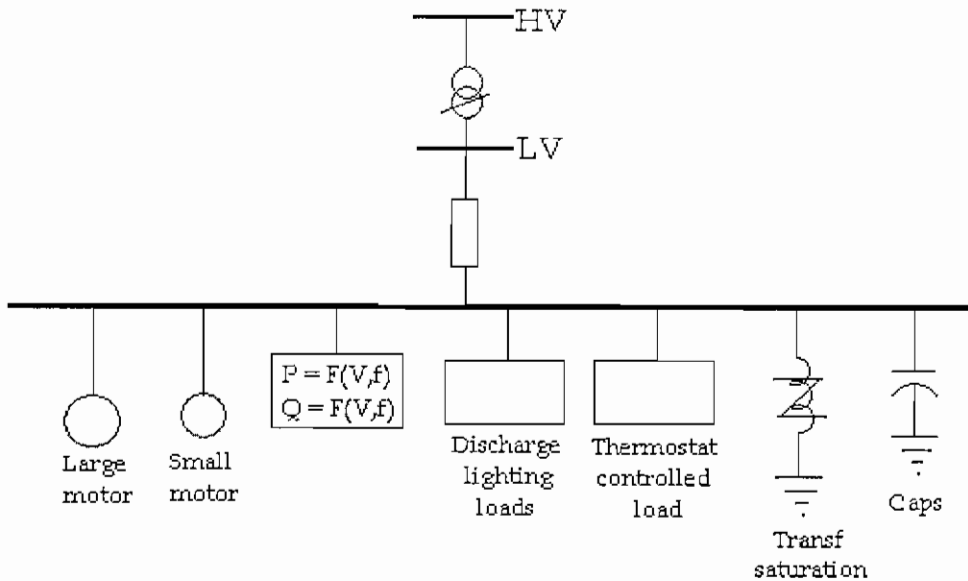 HV
LV
P = F(V,f)
Q = F(V,f)
Large
motor
Small
motor
Discharge
lighting
loads
Thermostat
controlled
load
Transf
saturation
Caps